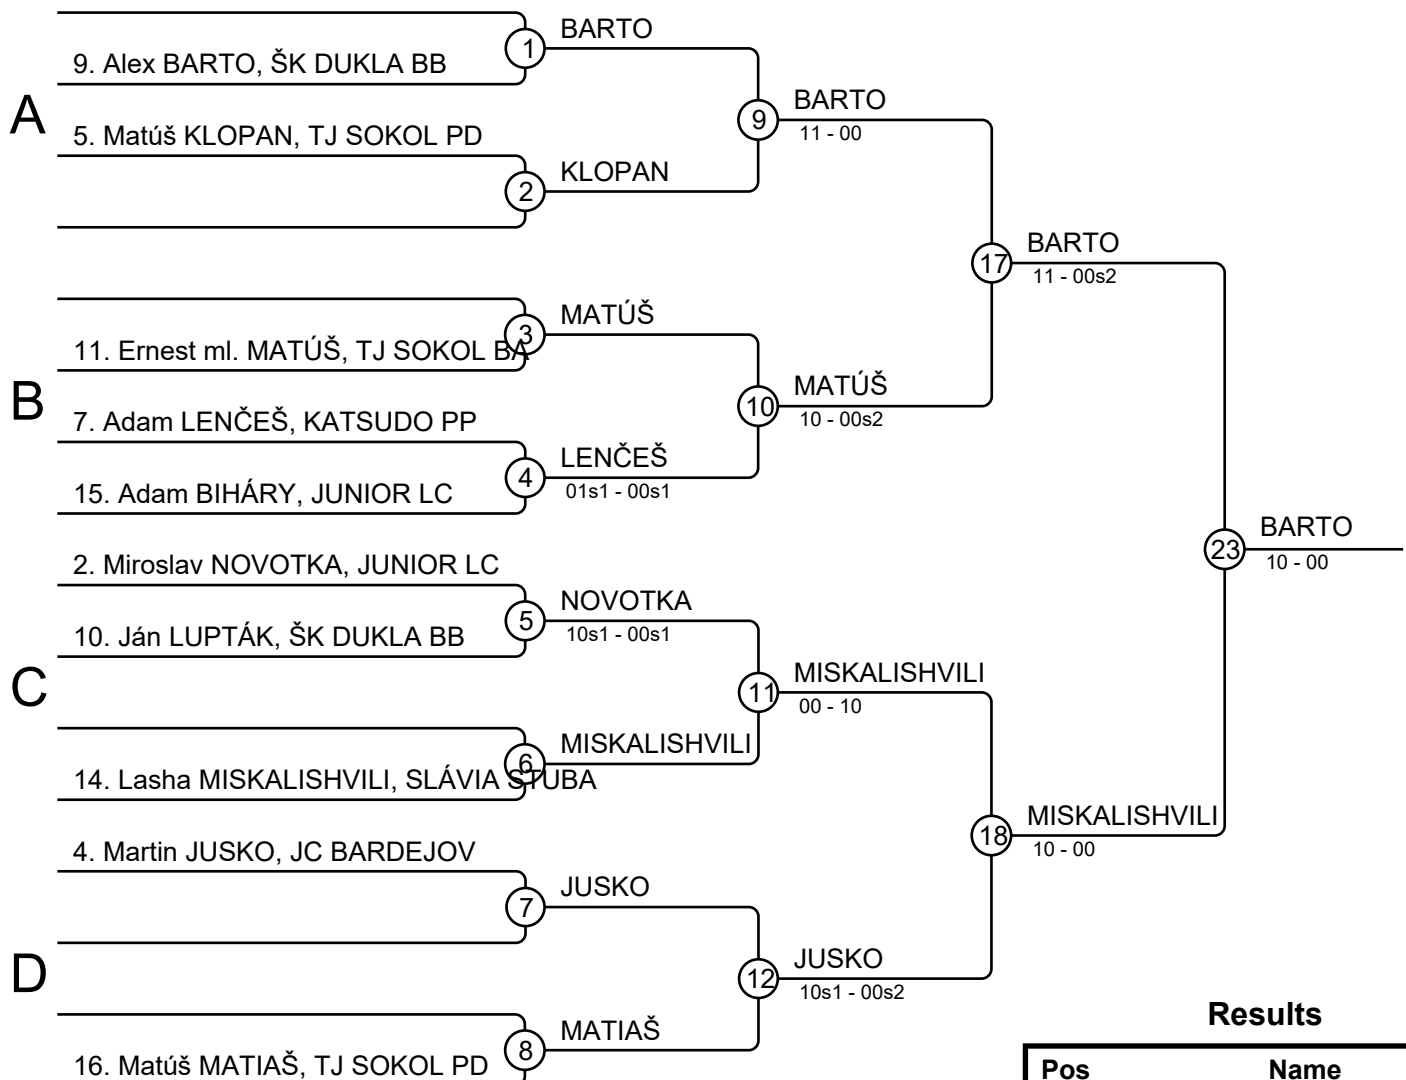 BARTO
1
9. Alex BARTO, ŠK DUKLA BB
A
BARTO
9
11 - 00
5. Matúš KLOPAN, TJ SOKOL PD
KLOPAN
2
BARTO
17
11 - 00s2
MATÚŠ
3
11. Ernest ml. MATÚŠ, TJ SOKOL BA
B
MATÚŠ
10
10 - 00s2
7. Adam LENČEŠ, KATSUDO PP
LENČEŠ
4
01s1 - 00s1
15. Adam BIHÁRY, JUNIOR LC
BARTO
23
10 - 00
2. Miroslav NOVOTKA, JUNIOR LC
NOVOTKA
5
10s1 - 00s1
10. Ján LUPTÁK, ŠK DUKLA BB
C
MISKALISHVILI
11
00 - 10
MISKALISHVILI
6
14. Lasha MISKALISHVILI, SLÁVIA STUBA
MISKALISHVILI
18
10 - 00
4. Martin JUSKO, JC BARDEJOV
JUSKO
7
D
JUSKO
12
10s1 - 00s2
MATIAŠ
8
16. Matúš MATIAŠ, TJ SOKOL PD
Results
Pos Name